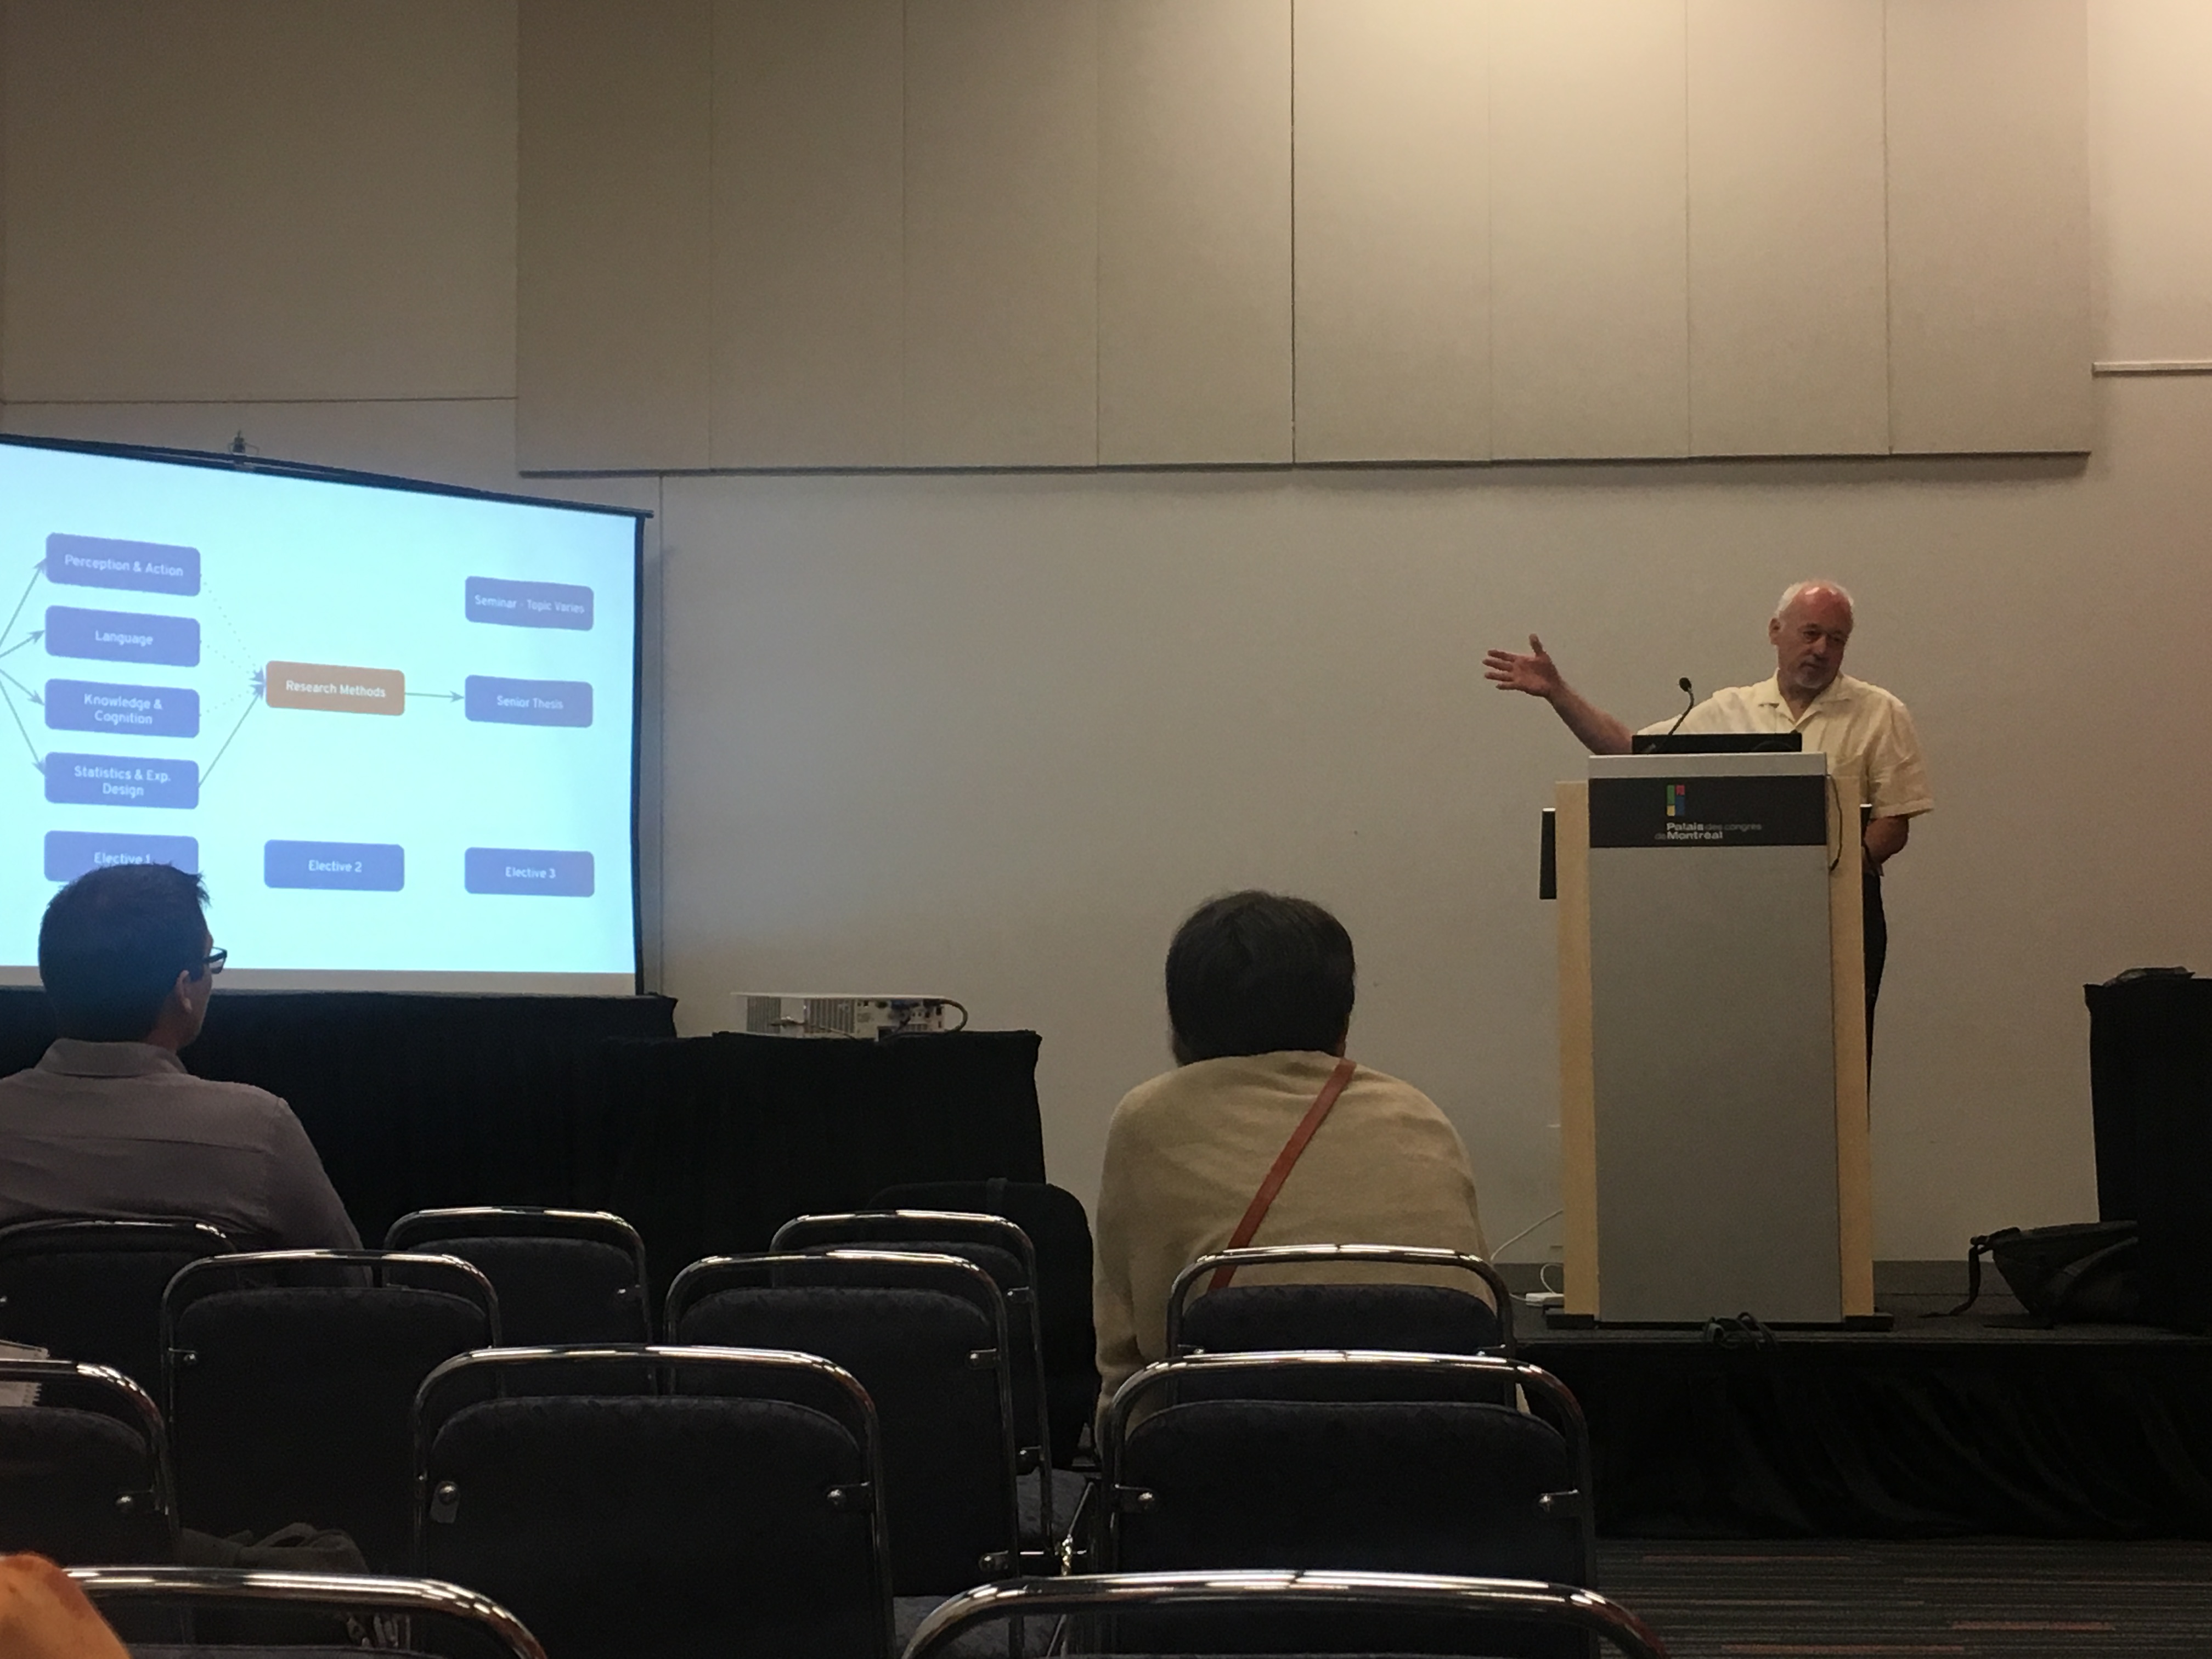 Perception & Action
Language
Knowledge &
Cognition
Statistics & Exp.
Design
Elective 1
Research Methods
Elective 2
Seminar - Topic Varies
Senior Thesis
Elective 3
Palais des congrès
de Montréal